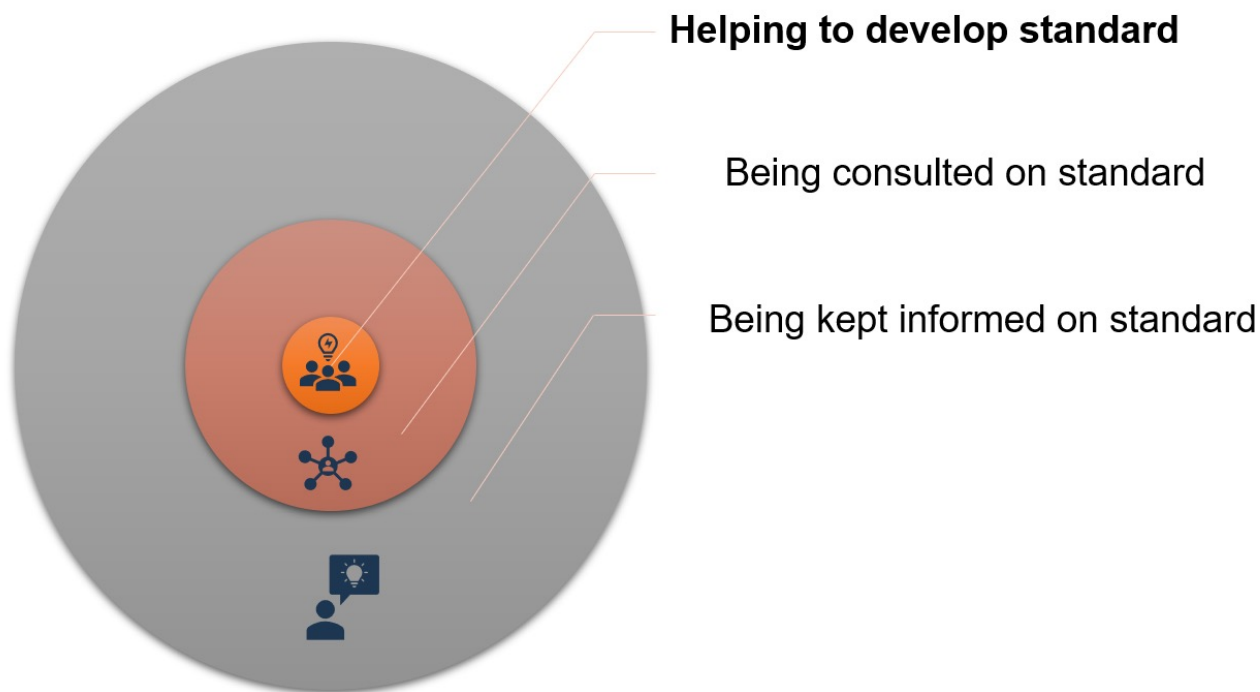 Helping to develop standard
Being consulted on standard
Being kept informed on standard